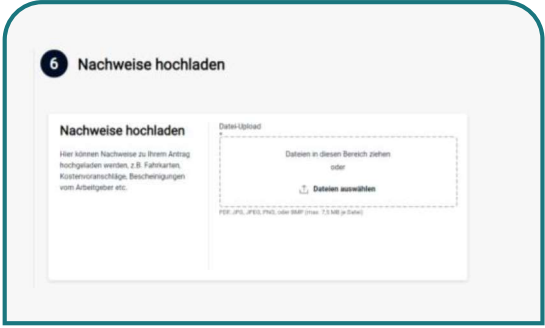 6 Nachweise hochladen
Nachweise hochladen
Hier können Nachweise zu Ihrem Antrag
hochgeladen werden, z.B. Fahrkarten,
Kostenvoranschläge, Bescheinigungen
vom Arbeitgeber etc.
Datei-Upload
*
Dateien in diesen Bereich ziehen
oder
Dateien auswählen
PDF, JPG, JPEG, PNG, oder BMP (max. 7,5 MB je Datei)